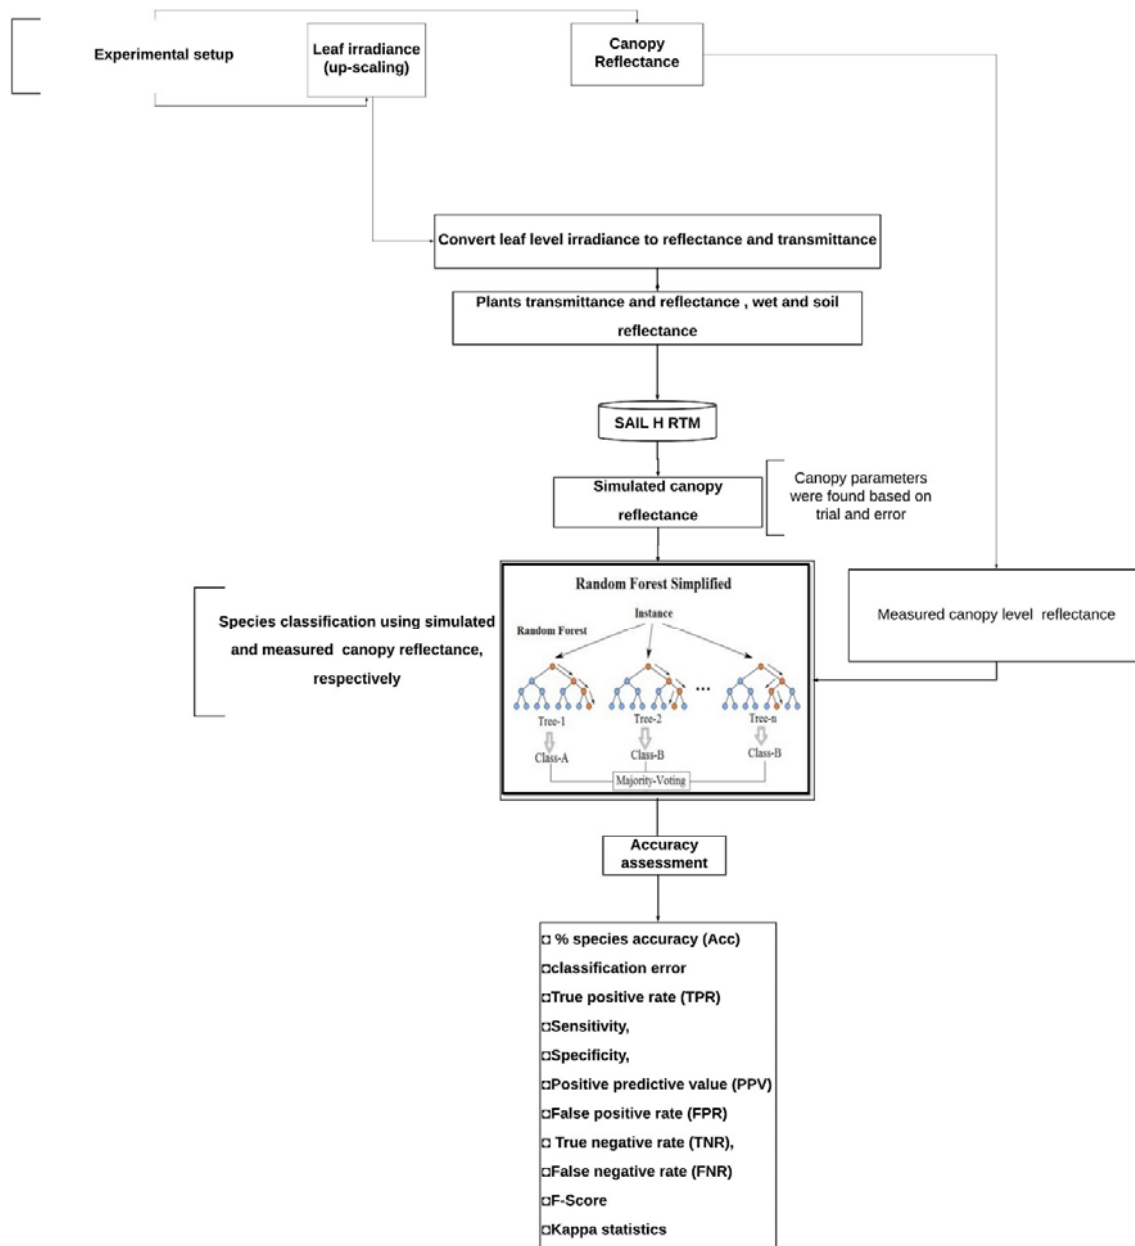 Experimental setup
Leaf irradiance
(up-scaling)
Canopy
Reflectance
Convert leaf level irradiance to reflectance and transmittance
Plants transmittance and reflectance , wet and soil
reflectance
SAIL H RTM
Simulated canopy
reflectance
Canopy parameters
were found based on
trial and error
Species classification using simulated
and measured canopy reflectance,
respectively
Random Forest Simplified
Instance
Random Forest
...
Tree-1
Tree-2
Tree-n
Class-A
Class-B
Class-B
Majority-Voting
Measured canopy level reflectance
Accuracy
assessment
% species accuracy (Acc)
classification error
True positive rate (TPR)
Sensitivity,
Specificity,
Positive predictive value (PPV)
False positive rate (FPR)
True negative rate (TNR),
False negative rate (FNR)
F-Score
Kappa statistics